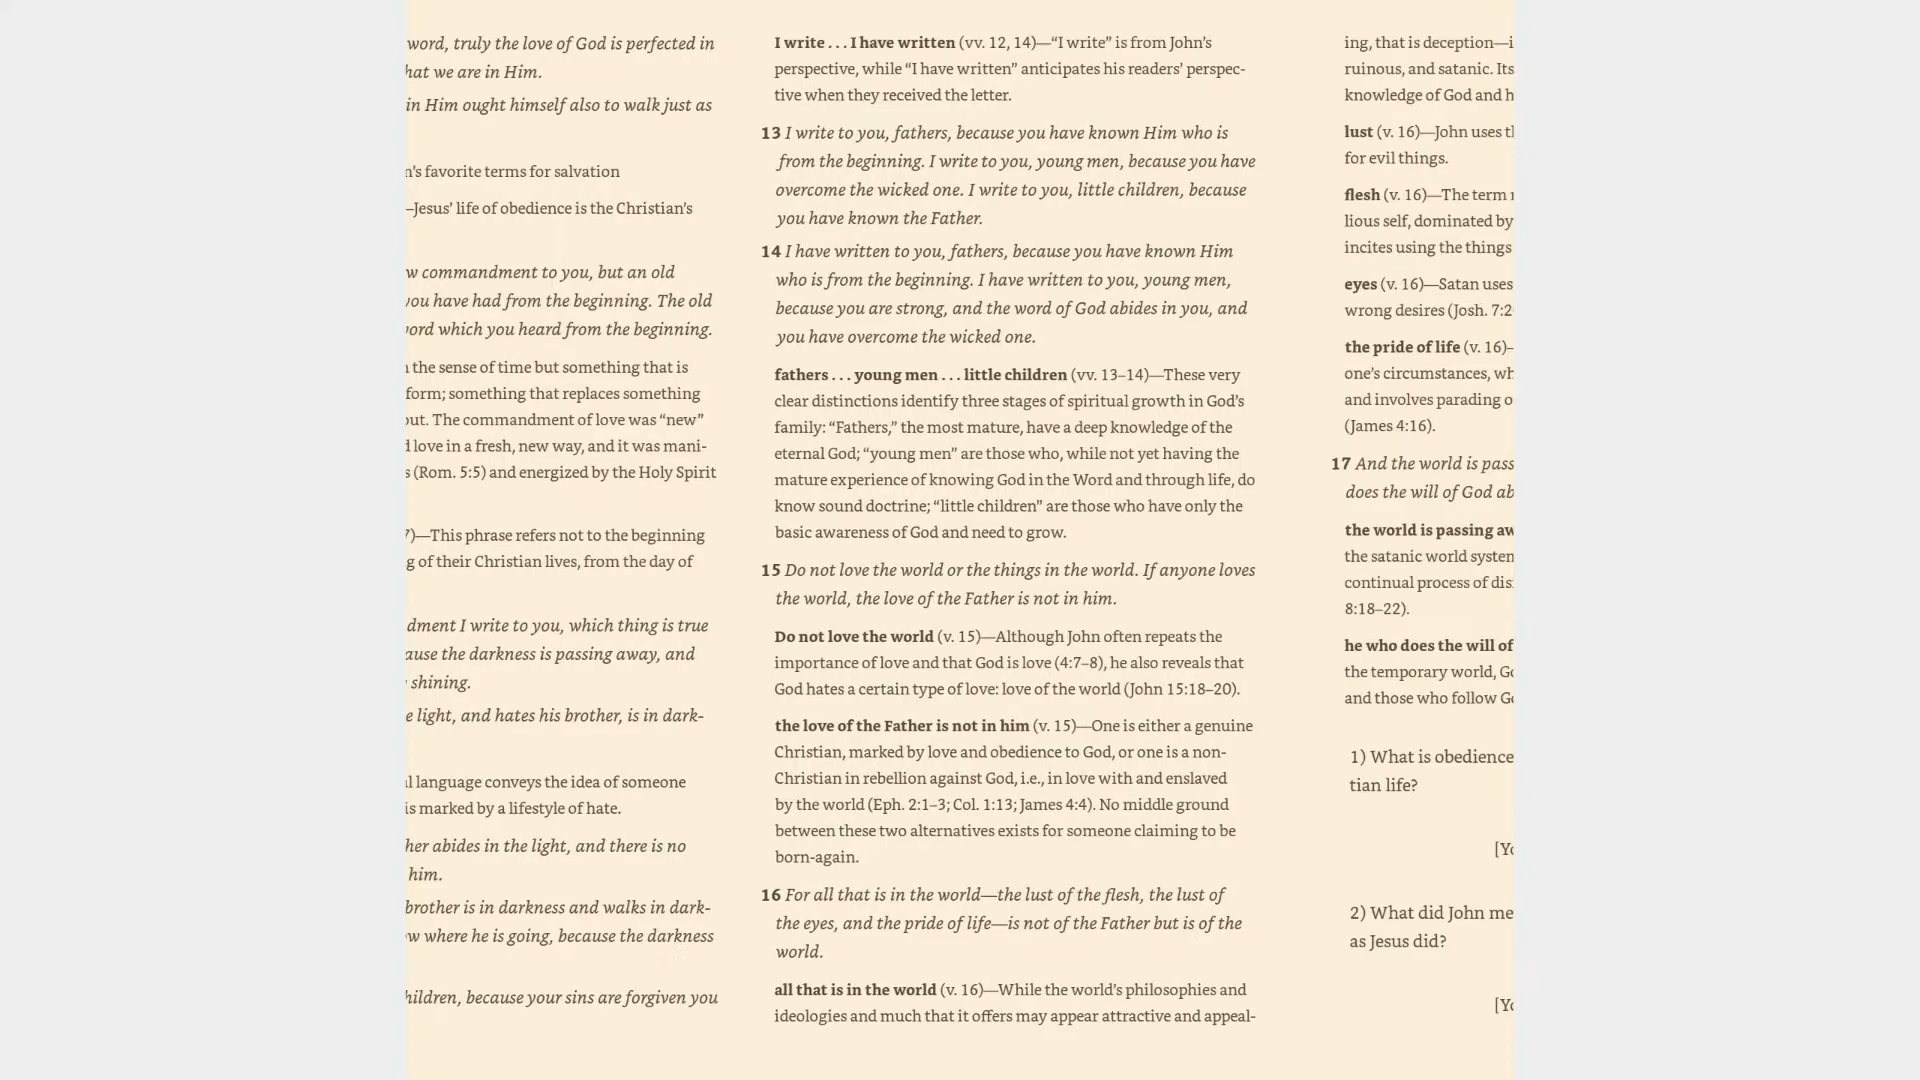 word, truly the love of God is perfected in
hat we are in Him.
in Him ought himself also to walk just as
n’s favorite terms for salvation
—Jesus’ life of obedience is the Christian’s
w commandment to you, but an old
you have had from the beginning. The old
word which you heard from the beginning.
n the sense of time but something that is
form; something that replaces something
out. The commandment of love was “new”
d love in a fresh, new way, and it was mani-
s (Rom. 5:5) and energized by the Holy Spirit
7)—This phrase refers not to the beginning
g of their Christian lives, from the day of
dment I write to you, which thing is true
ause the darkness is passing away, and
shining.
e light, and hates his brother, is in dark-
l language conveys the idea of someone
is marked by a lifestyle of hate.
her abides in the light, and there is no
him.
brother is in darkness and walks in dark-
w where he is going, because the darkness
hildren, because your sins are forgiven you
I write . . . I have written (vv. 12, 14)—“I write” is from John’s
perspective, while “I have written” anticipates his readers’ perspec-
tive when they received the letter.
13 I write to you, fathers, because you have known Him who is
from the beginning. I write to you, young men, because you have
overcome the wicked one. I write to you, little children, because
you have known the Father.
14 I have written to you, fathers, because you have known Him
who is from the beginning. I have written to you, young men,
because you are strong, and the word of God abides in you, and
you have overcome the wicked one.
fathers . . . young men . . . little children (vv. 13–14)—These very
clear distinctions identify three stages of spiritual growth in God’s
family: “Fathers,” the most mature, have a deep knowledge of the
eternal God; “young men” are those who, while not yet having the
mature experience of knowing God in the Word and through life, do
know sound doctrine; “little children” are those who have only the
basic awareness of God and need to grow.
15 Do not love the world or the things in the world. If anyone loves
the world, the love of the Father is not in him.
Do not love the world (v. 15)—Although John often repeats the
importance of love and that God is love (4:7–8), he also reveals that
God hates a certain type of love: love of the world (John 15:18–20).
the love of the Father is not in him (v. 15)—One is either a genuine
Christian, marked by love and obedience to God, or one is a non-
Christian in rebellion against God, i.e., in love with and enslaved
by the world (Eph. 2:1–3; Col. 1:13; James 4:4). No middle ground
between these two alternatives exists for someone claiming to be
born-again.
16 For all that is in the world—the lust of the flesh, the lust of
the eyes, and the pride of life—is not of the Father but is of the
world.
all that is in the world (v. 16)—While the world’s philosophies and
ideologies and much that it offers may appear attractive and appeal-
ing, that is deception—i
ruinous, and satanic. Its
knowledge of God and h
lust (v. 16)—John uses th
for evil things.
flesh (v. 16)—The term r
lious self, dominated by
incites using the things
eyes (v. 16)—Satan uses
wrong desires (Josh. 7:2
the pride of life (v. 16)–
one’s circumstances, wh
and involves parading o
(James 4:16).
17 And the world is pass
does the will of God ab
the world is passing aw
the satanic world system
continual process of dis
8:18–22).
he who does the will of
the temporary world, Go
and those who follow Go
1) What is obedience
tian life?
[Yo
2) What did John me
as Jesus did?
[Yo